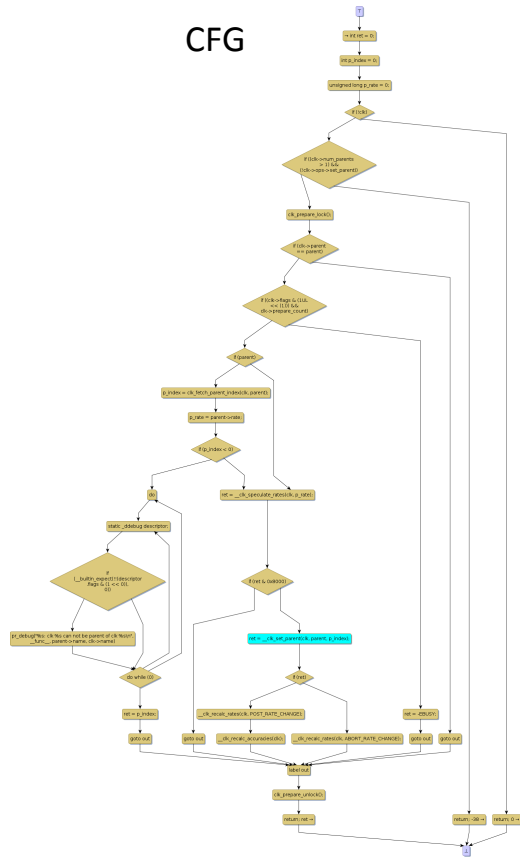 CFG
⊤
→ int ret = 0;
int p_index = 0;
unsigned long p_rate = 0;
if (!clk)
if ((clk->num_parents
> 1) &&
(!clk->ops->set_parent))
clk_prepare_lock();
if (clk->parent
== parent)
if ((clk->flags & (1UL
<< (1))) &&
clk->prepare_count)
if (parent)
p_index = clk_fetch_parent_index(clk, parent);
p_rate = parent->rate;
if (p_index < 0)
do
ret = __clk_speculate_rates(clk, p_rate);
static _ddebug descriptor;
if
(__builtin_expect(!!(descriptor
.flags & (1 << 0)),
0))
if (ret & (0x8000))
pr_debug("%s: clk %s can not be parent of clk %s\n",
__func__, parent->name, clk->name)
ret = __clk_set_parent(clk, parent, p_index);
do while (0)
if (ret)
ret = p_index;
__clk_recalc_rates(clk, POST_RATE_CHANGE);
ret = -EBUSY;
goto out
goto out
__clk_recalc_accuracies(clk);
__clk_recalc_rates(clk, ABORT_RATE_CHANGE);
goto out
goto out
label out
clk_prepare_unlock();
return: ret →
return: -38 →
return: 0 →
⊥